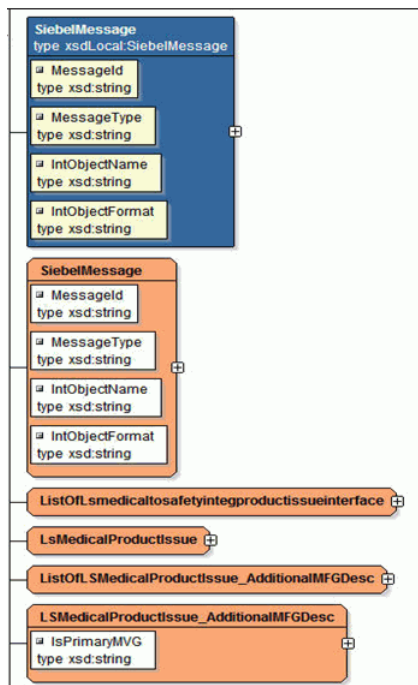 SiebelMessage
type xsdLocal:SiebelMessage
MessageId
type xsd:string
MessageType
type xsd:string
IntObjectName
type xsd:string
IntObjectFormat
type xsd:string
SiebelMessage
MessageId
type xsd:string
MessageType
type xsd:string
IntObjectName
type xsd:string
IntObjectFormat
type xsd:string
ListOfLsmedicaltosafetyintegproductissueinterface
LsMedicalProductIssue
ListOfLSMedicalProductIssue_AdditionalMFGDesc
LSMedicalProductIssue_AdditionalMFGDesc
IsPrimaryMVG
type xsd:string